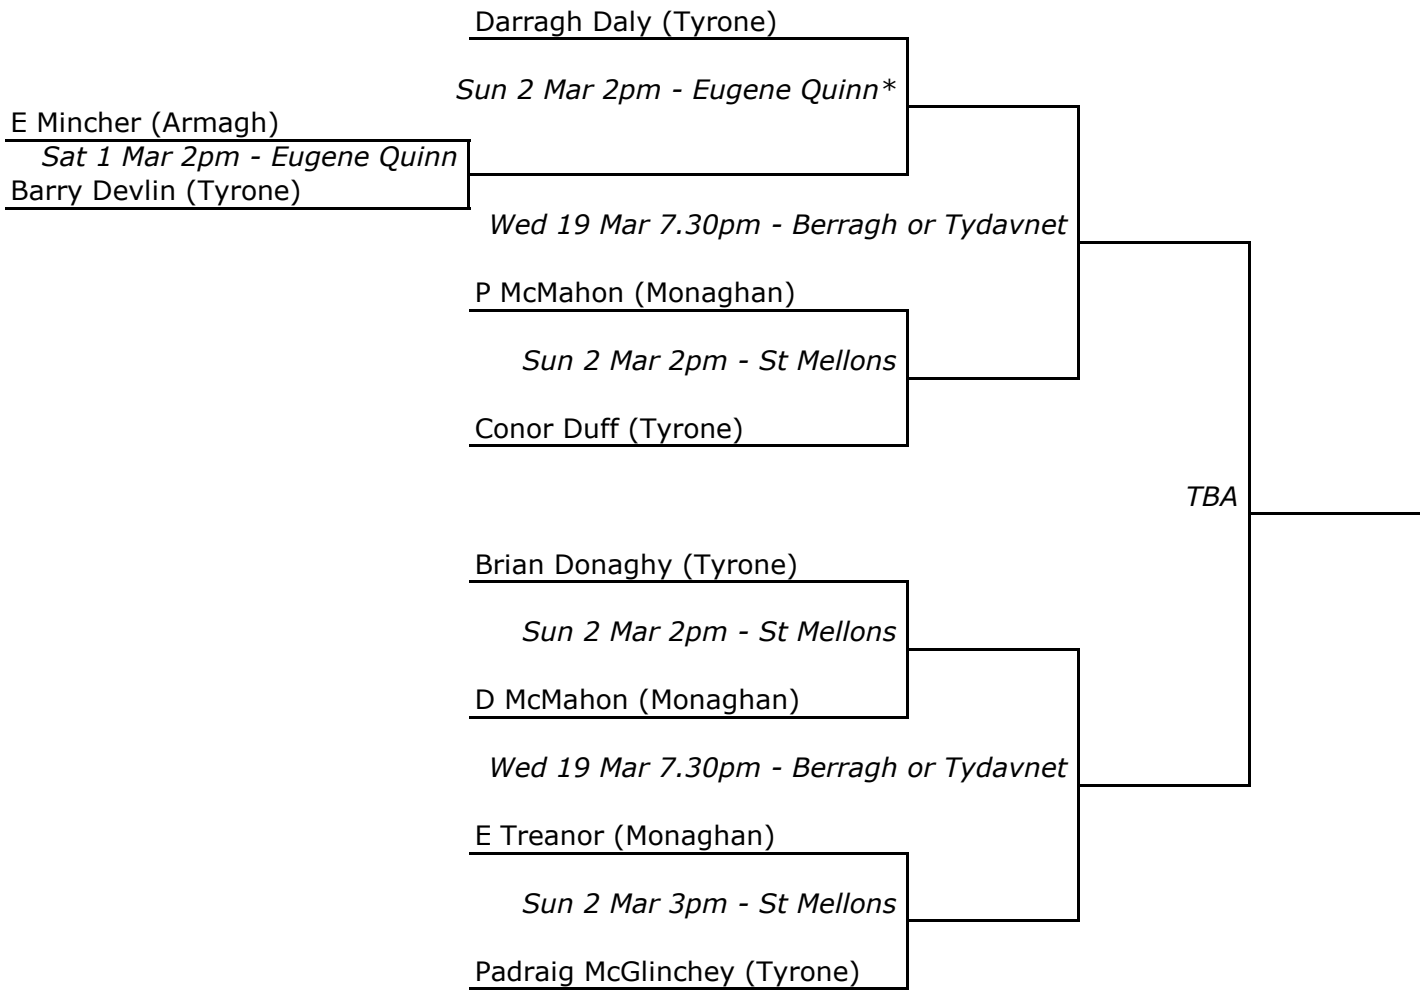 Darragh Daly (Tyrone)
Sun 2 Mar 2pm - Eugene Quinn*
E Mincher (Armagh)
Sat 1 Mar 2pm - Eugene Quinn
Barry Devlin (Tyrone)
Wed 19 Mar 7.30pm - Berragh or Tydavnet
P McMahon (Monaghan)
Sun 2 Mar 2pm - St Mellons
Conor Duff (Tyrone)
TBA
Brian Donaghy (Tyrone)
Sun 2 Mar 2pm - St Mellons
D McMahon (Monaghan)
Wed 19 Mar 7.30pm - Berragh or Tydavnet
E Treanor (Monaghan)
Sun 2 Mar 3pm - St Mellons
Padraig McGlinchey (Tyrone)